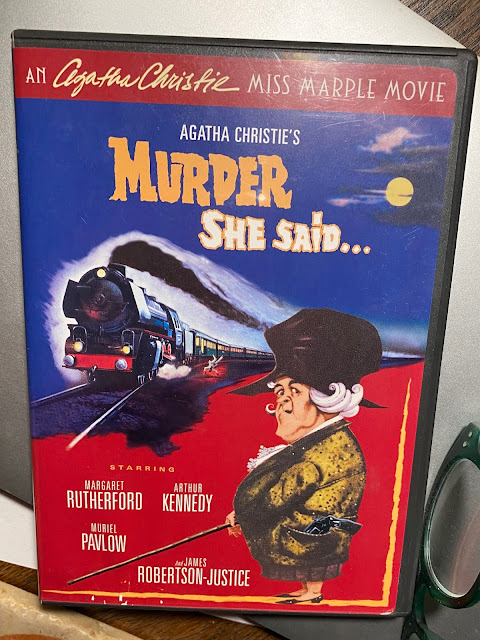 AN Agatha Christie MISS MARPLE MOVIE
AGATHA CHRISTIE'S
MURDER
SHE SAID...
STARRING
MARGARET RUTHERFORD
ARTHUR KENNEDY
MURIEL PAVLOW
AND JAMES ROBERTSON-JUSTICE